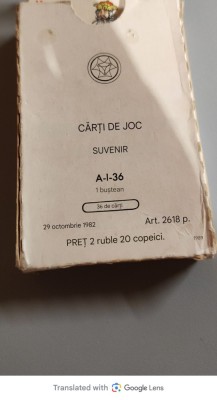 CĂRȚI DE JOC
SUVENIR
A-I-36
1 buștean
36 de cărți
29 octombrie 1982
Art. 2618 p.
PREȚ 2 ruble 20 copeici.
Translated with Google Lens